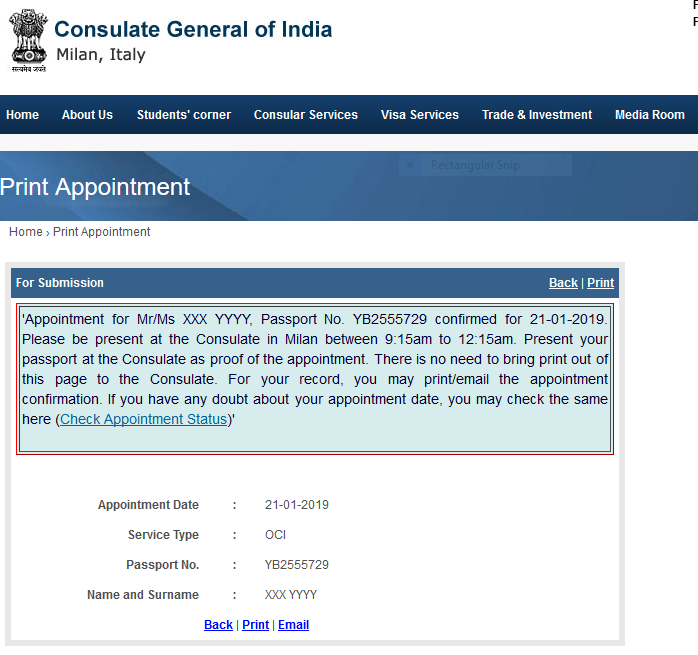 Consulate General of India
Milan, Italy
सत्यमेव जयते
Home About Us Students' corner Consular Services Visa Services Trade & Investment Media Room
Rectangular Snip
Print Appointment
Home › Print Appointment
For Submission Back | Print
'Appointment for Mr/Ms XXX YYYY, Passport No. YB2555729 confirmed for 21-01-2019.
Please be present at the Consulate in Milan between 9:15am to 12:15am. Present your
passport at the Consulate as proof of the appointment. There is no need to bring print out of
this page to the Consulate. For your record, you may print/email the appointment
confirmation. If you have any doubt about your appointment date, you may check the same
here (Check Appointment Status)'
Appointment Date : 21-01-2019
Service Type : OCI
Passport No. : YB2555729
Name and Surname : XXX YYYY
Back | Print | Email